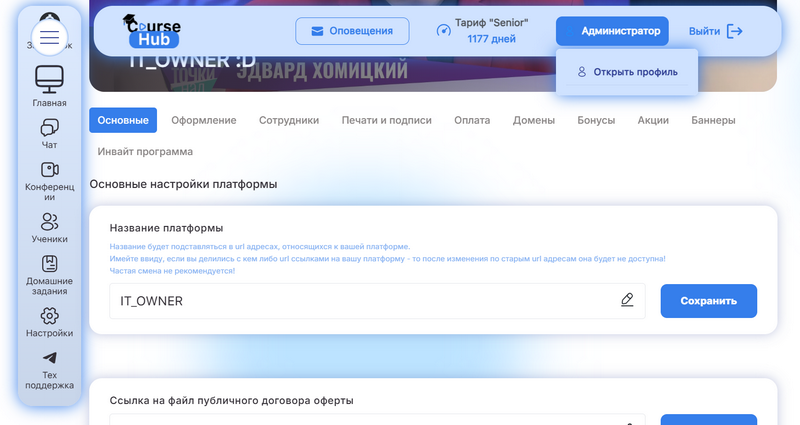 Course
Hub
Оповещения
Тариф "Senior"
1177 дней
Администратор
Выйти
Открыть профиль
IT_OWNER :D
ЭДВАРД ХОМИЦКИЙ
Главная
Чат
Конференц
ии
Ученики
Домашние
задания
Настройки
Тех
поддержка
Основные
Оформление
Сотрудники
Печати и подписи
Оплата
Домены
Бонусы
Акции
Баннеры
Инвайт программа
Основные настройки платформы
Название платформы
Название будет подставляться в url адресах, относящихся к вашей платформе.
Имейте ввиду, если вы делились с кем либо url ссылками на вашу платформу - то после изменения по старым url адресам она будет не доступна!
Частая смена не рекомендуется!
IT_OWNER
Сохранить
Ссылка на файл публичного договора оферты